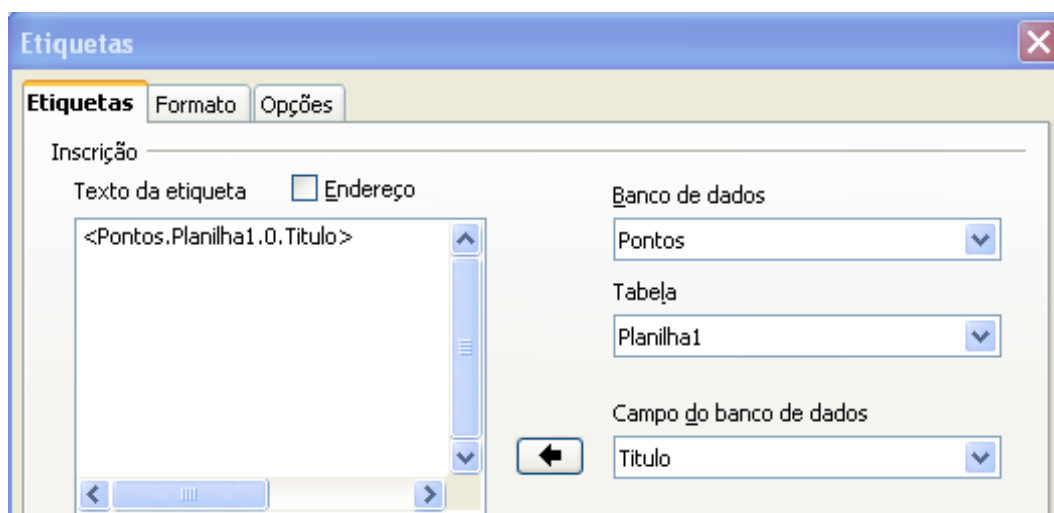 Etiquetas
Etiquetas Formato Opções
Inscrição
Texto da etiqueta Endereço
<Pontos.Planilha1.0.Titulo>
Banco de dados
Pontos
Tabela
Planilha1
Campo do banco de dados
Titulo